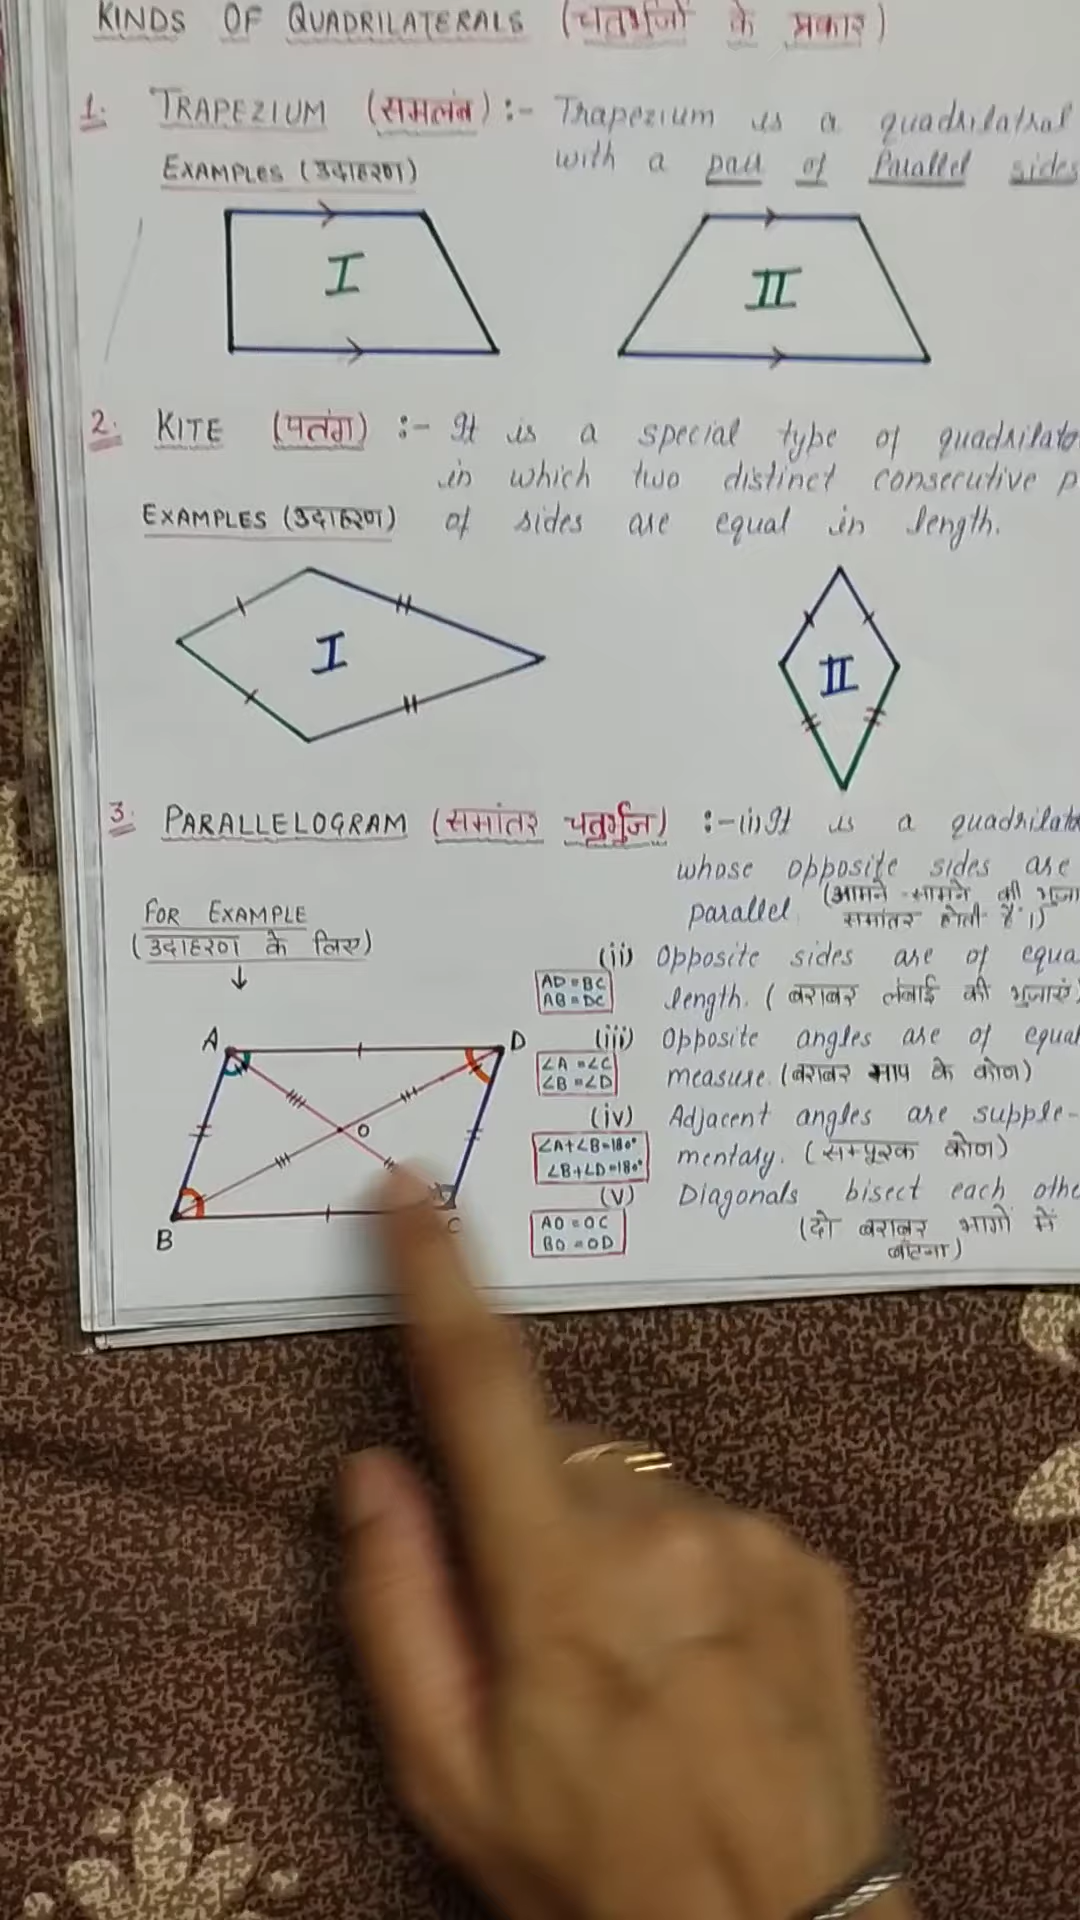 KINDS OF QUADRILATERALS (चतुर्भुजों के प्रकार)
1. TRAPEZIUM (समलंब) :- Trapezium is a quadrilatral
with a pair of Parallel sides
EXAMPLES (उदाहरण)
I
II
2. KITE (पतंग) :- It is a special type of quadrilato
in which two distinct consecutive p
EXAMPLES (उदाहरण) of sides are equal in length.
I
II
3. PARALLELOGRAM (समांतर चतुर्भुज) :- (i) It is a quadrilato
whose opposite sides are
parallel. (आमने-सामने की भुजा
समांतर होती हैं।)
FOR EXAMPLE
(उदाहरण के लिए)
(ii) Opposite sides are of equa
length. (बराबर लंबाई की भुजाएं)
AD=BC
AB=DC
(iii) Opposite angles are of equal
measure. (बराबर माप के कोण)
∠A=∠C
∠B=∠D
(iv) Adjacent angles are supple-
mentary. (सम्पूरक कोण)
∠A+∠B=180°
∠B+∠D=180°
(v) Diagonals bisect each othe
(दो बराबर भागों में
बाँटना)
AO=OC
BO=OD
A
D
O
B
C